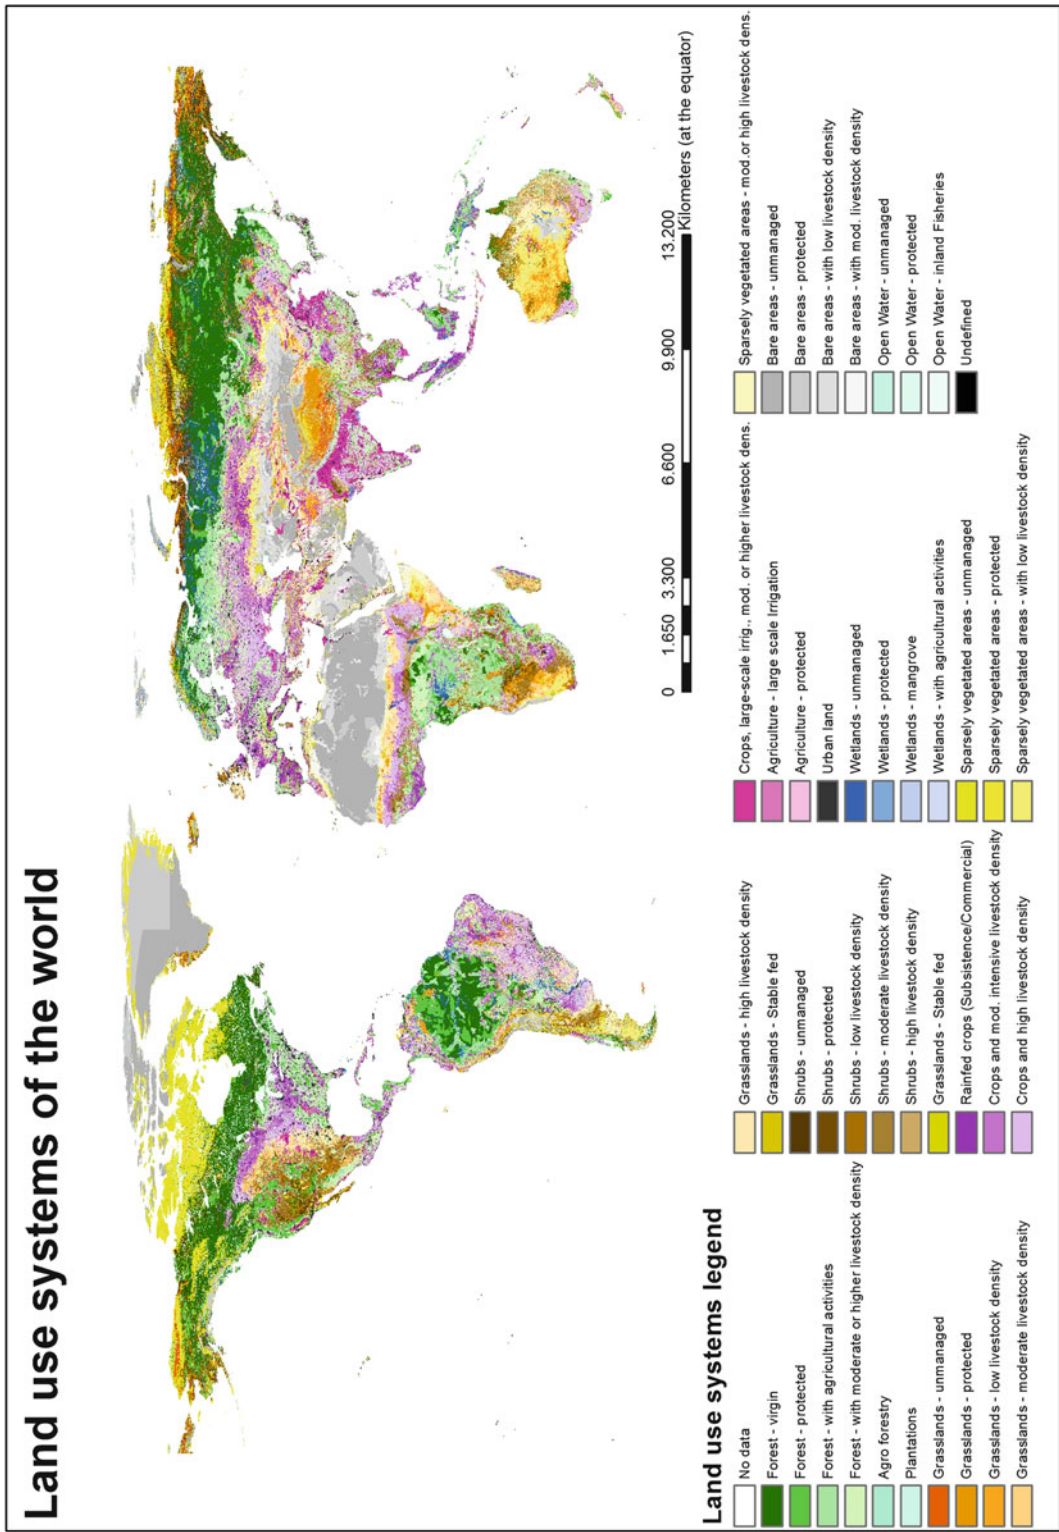 Land use systems of the world
0 1.650 3.300 6.600 9.900 13.200
Kilometers (at the equator)
Land use systems legend
No data
Forest - virgin
Forest - protected
Forest - with agricultural activities
Forest - with moderate or higher livestock density
Agro forestry
Plantations
Grasslands - unmanaged
Grasslands - protected
Grasslands - low livestock density
Grasslands - moderate livestock density
Grasslands - high livestock density
Grasslands - Stable fed
Shrubs - unmanaged
Shrubs - protected
Shrubs - low livestock density
Shrubs - moderate livestock density
Shrubs - high livestock density
Grasslands - Stable fed
Rainfed crops (Subsistence/Commercial)
Crops and mod. intensive livestock density
Crops and high livestock density
Crops, large-scale irrig., mod. or higher livestock dens.
Agriculture - large scale Irrigation
Agriculture - protected
Urban land
Wetlands - unmanaged
Wetlands - protected
Wetlands - mangrove
Wetlands - with agricultural activities
Sparsely vegetated areas - unmanaged
Sparsely vegetated areas - protected
Sparsely vegetated areas - with low livestock density
Sparsely vegetated areas - mod.or high livestock dens.
Bare areas - unmanaged
Bare areas - protected
Bare areas - with low livestock density
Bare areas - with mod. livestock density
Open Water - unmanaged
Open Water - protected
Open Water - inland Fisheries
Undefined